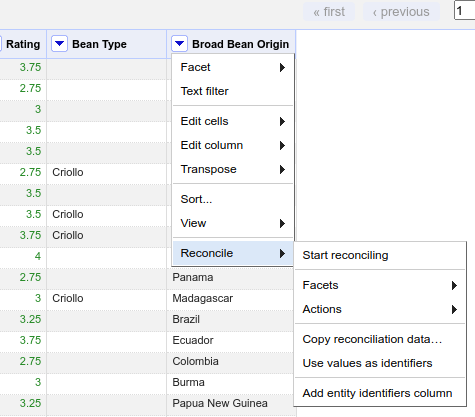 « first ‹ previous 1
Rating Bean Type Broad Bean Origin
3.75
2.75
3
3.5
3.5
2.75 Criollo
3.5
3.5 Criollo
3.75 Criollo
4
2.75 Panama
3 Criollo Madagascar
3.25 Brazil
3.75 Ecuador
2.75 Colombia
3 Burma
3.25 Papua New Guinea
Facet
Text filter
Edit cells
Edit column
Transpose
Sort...
View
Reconcile
Start reconciling
Facets
Actions
Copy reconciliation data…
Use values as identifiers
Add entity identifiers column